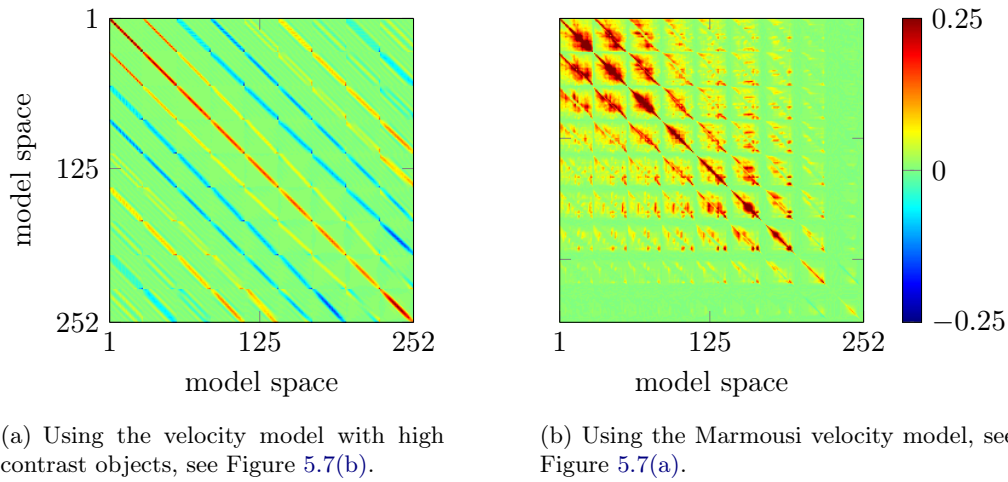 1
125
252
model space
1
125
252
model space
1
125
252
model space
0.25
0
−0.25
(a) Using the velocity model with high
contrast objects, see Figure 5.7(b).
(b) Using the Marmousi velocity model, see
Figure 5.7(a).